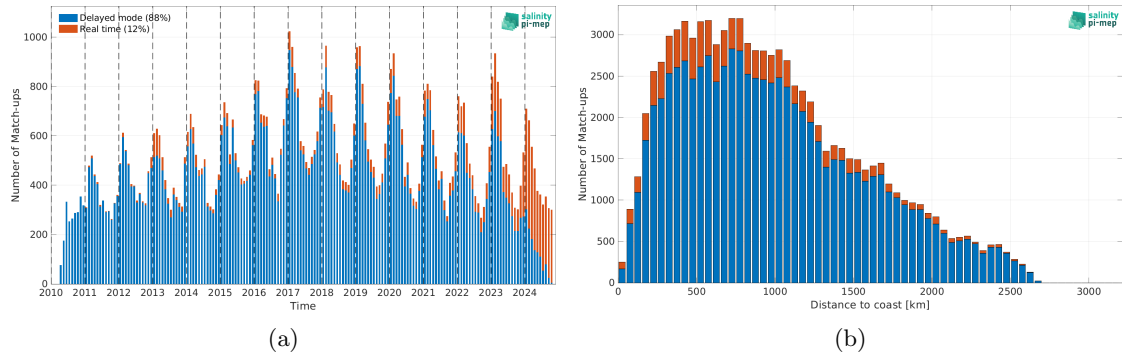 Delayed mode (88%)
Real time (12%)
salinity
pi-mep
Number of Match-ups
1000
800
600
400
200
0
2010 2011 2012 2013 2014 2015 2016 2017 2018 2019 2020 2021 2022 2023 2024
Time
(a)
salinity
pi-mep
Number of Match-ups
3000
2500
2000
1500
1000
500
0
0 500 1000 1500 2000 2500 3000
Distance to coast [km]
(b)